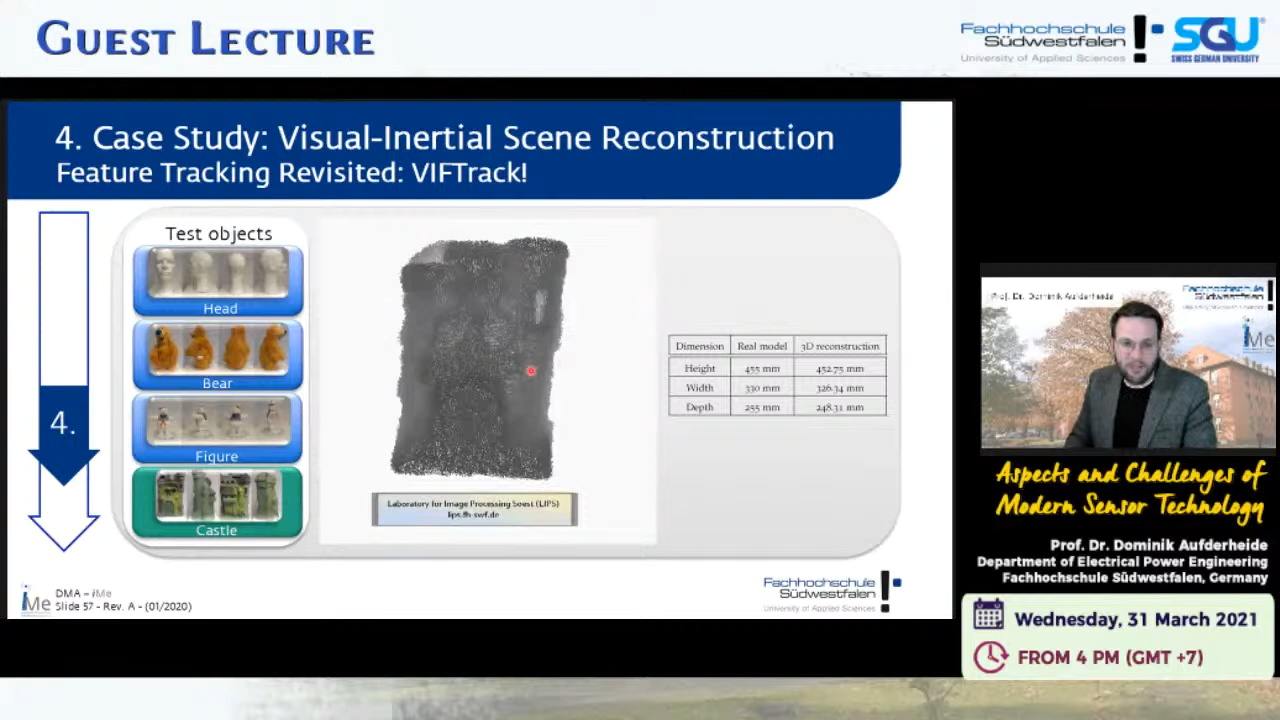 Guest Lecture
Fachhochschule
Südwestfalen
University of Applied Sciences
SGU
SWISS GERMAN UNIVERSITY
4. Case Study: Visual-Inertial Scene Reconstruction
Feature Tracking Revisited: VIFTrack!
4.
Test objects
Head
Bear
Figure
Castle
Laboratory for Image Processing Soest (LIPS)
lips.fh-swf.de
Dimension Real model 3D reconstruction
Height 455 mm 452.75 mm
Width 330 mm 326.34 mm
Depth 255 mm 248.31 mm
iMe
DMA – iMe
Slide 57 - Rev. A - (01/2020)
Fachhochschule
Südwestfalen
University of Applied Sciences
Prof. Dr. Dominik Aufderheide
Fachhochschule
Südwestfalen
iMe
Aspects and Challenges of
Modern Sensor Technology
Prof. Dr. Dominik Aufderheide
Department of Electrical Power Engineering
Fachhochschule Südwestfalen, Germany
Wednesday, 31 March 2021
FROM 4 PM (GMT +7)